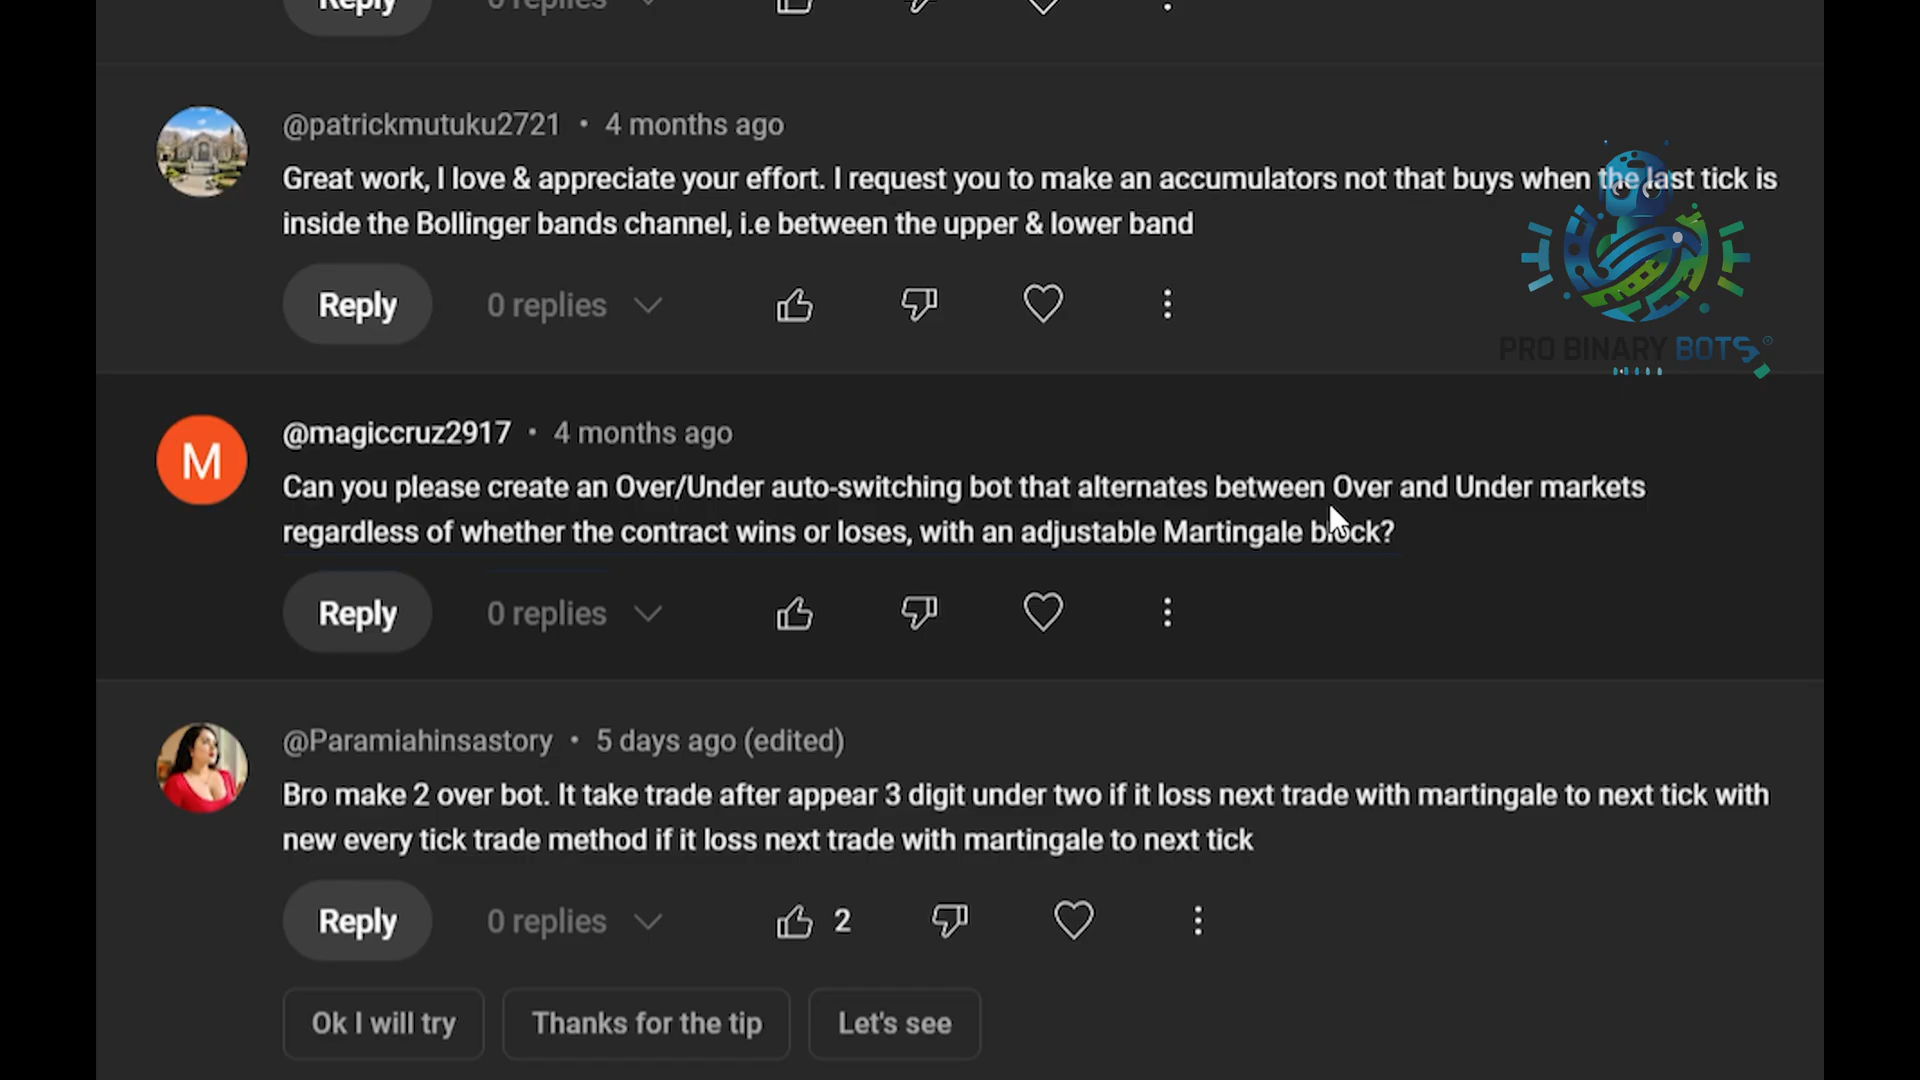 Reply 0 replies
@patrickmutuku2721 • 4 months ago
Great work, I love & appreciate your effort. I request you to make an accumulators not that buys when the last tick is
inside the Bollinger bands channel, i.e between the upper & lower band
Reply 0 replies
PRO BINARY BOTS
@magiccruz2917 • 4 months ago
M
Can you please create an Over/Under auto-switching bot that alternates between Over and Under markets
regardless of whether the contract wins or loses, with an adjustable Martingale block?
Reply 0 replies
@Paramiahinsastory • 5 days ago (edited)
Bro make 2 over bot. It take trade after appear 3 digit under two if it loss next trade with martingale to next tick with
new every tick trade method if it loss next trade with martingale to next tick
Reply 0 replies 2
Ok I will try Thanks for the tip Let's see